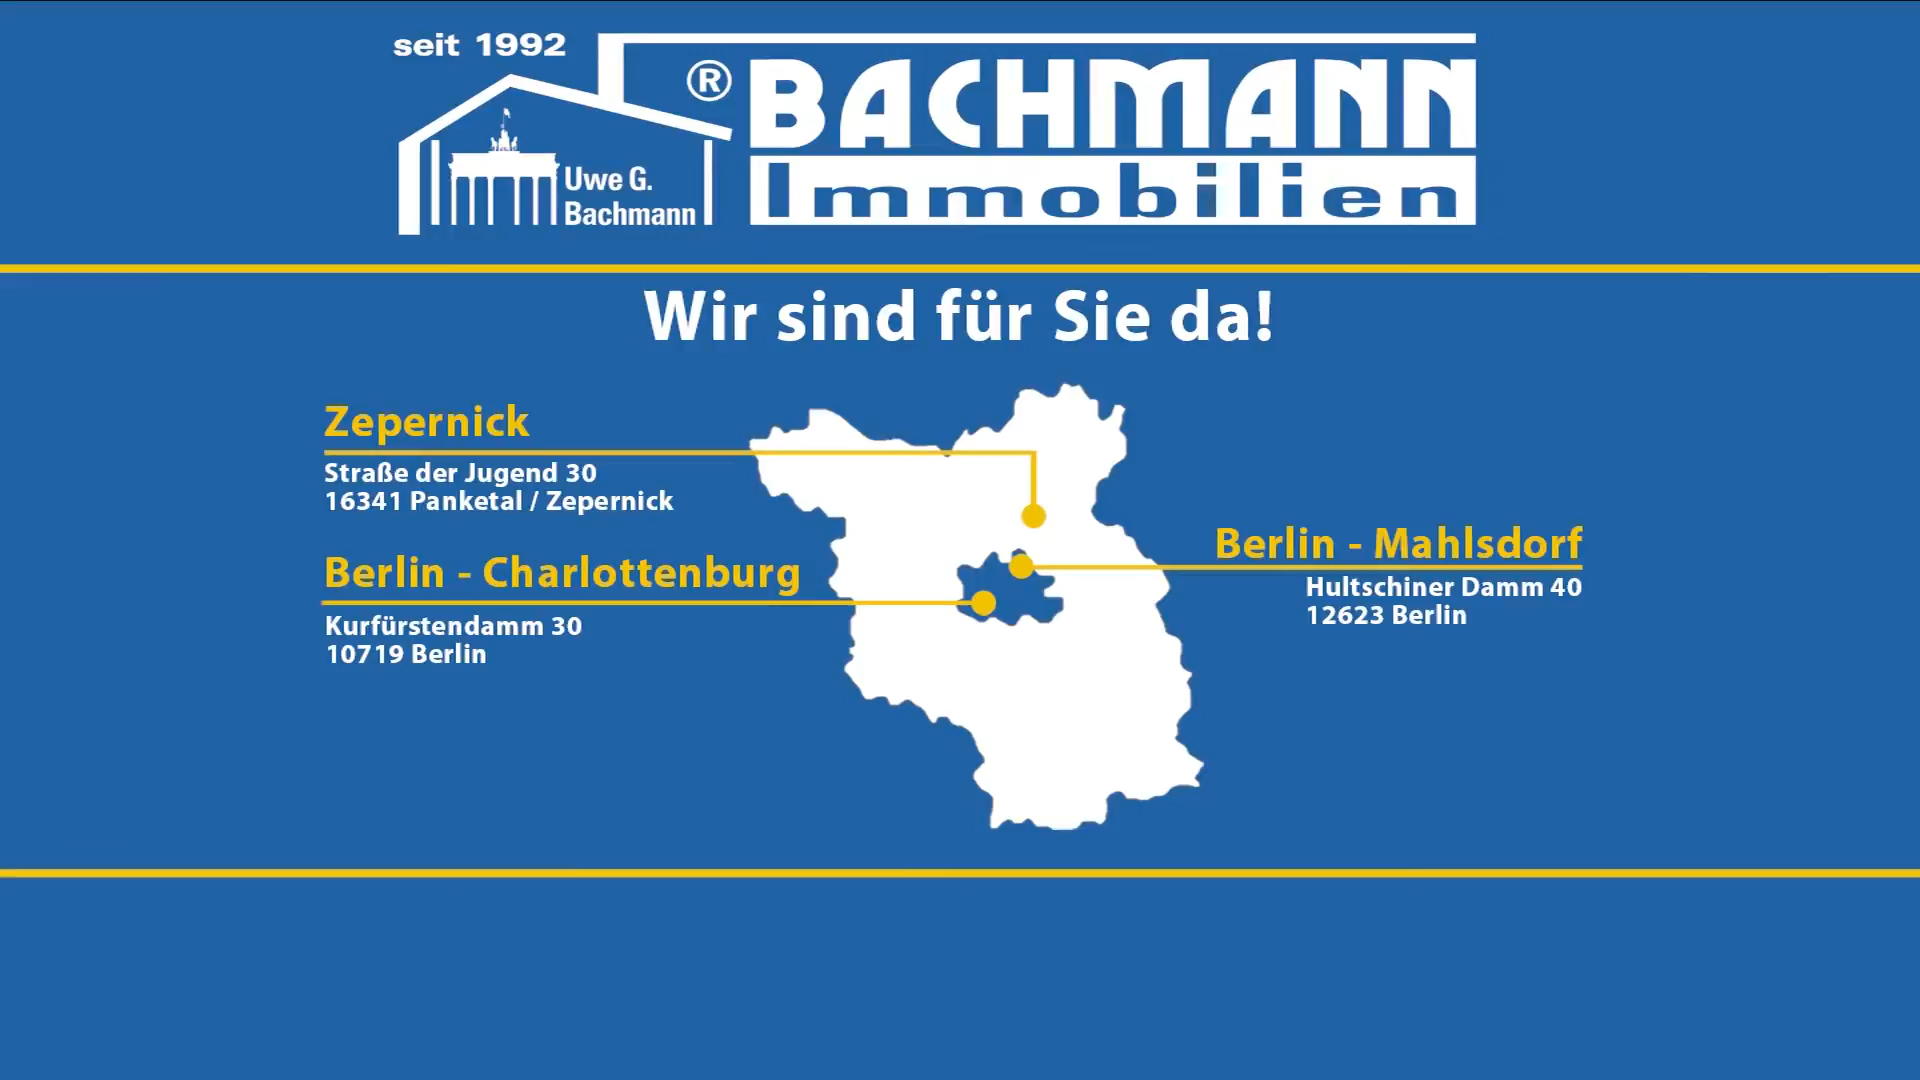 seit 1992
®
BACHMANN
Immobilien
Uwe G.
Bachmann
Wir sind für Sie da!
Zepernick
Straße der Jugend 30
16341 Panketal / Zepernick
Berlin - Charlottenburg
Kurfürstendamm 30
10719 Berlin
Berlin - Mahlsdorf
Hultschiner Damm 40
12623 Berlin